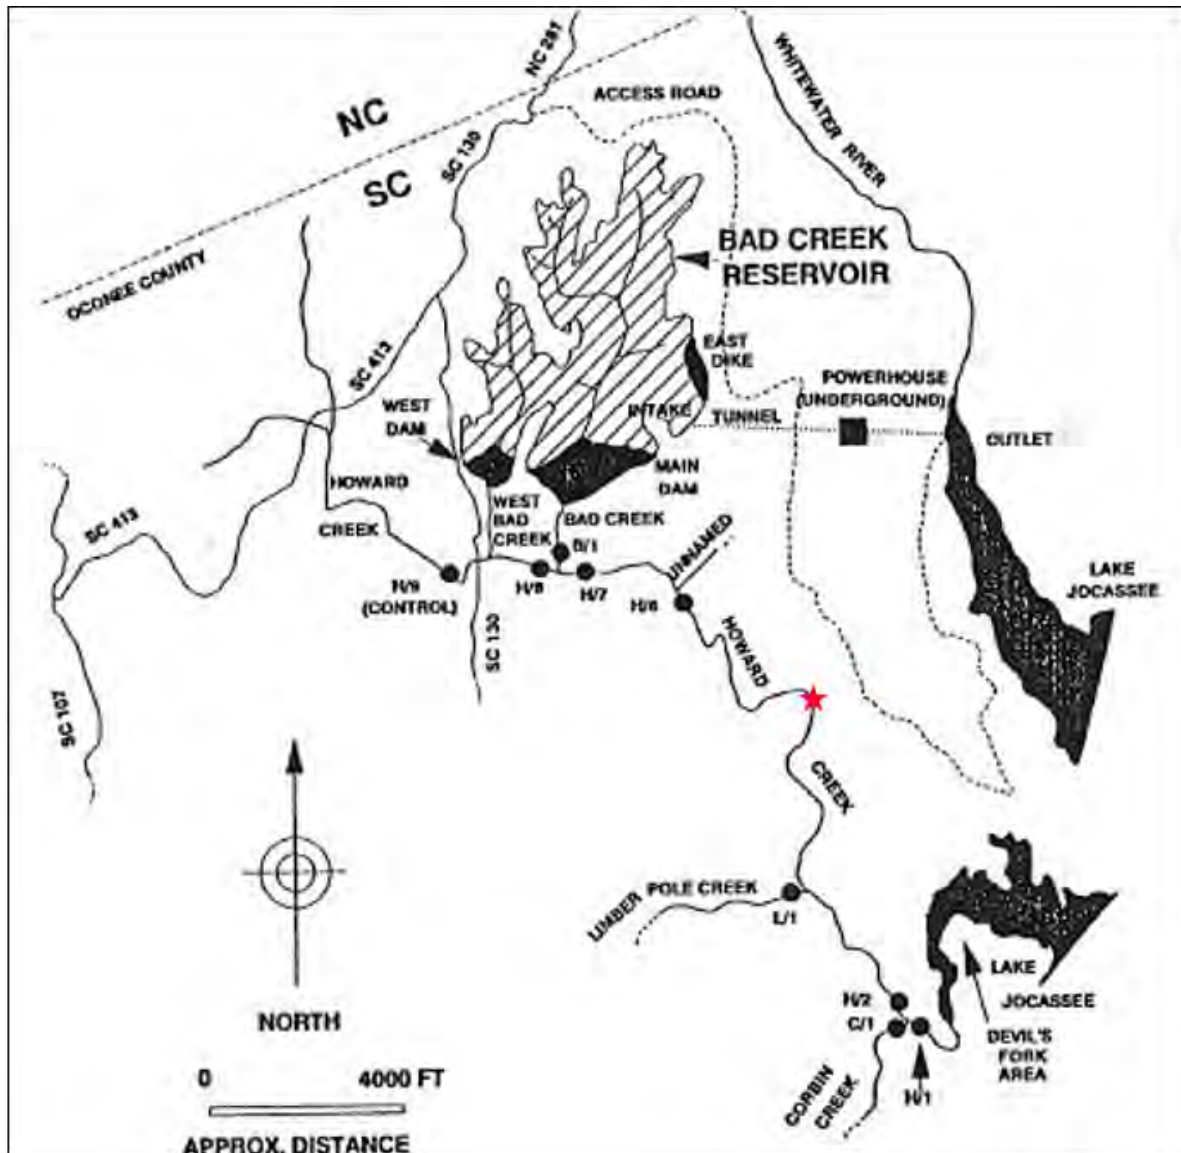 NC 281
WHITEWATER RIVER
ACCESS ROAD
NC
SC
SC 130
OCONEE COUNTY
BAD CREEK
RESERVOIR
EAST
DIKE
SC 413
POWERHOUSE
(UNDERGROUND)
WEST
DAM
INTAKE
TUNNEL
OUTLET
MAIN
DAM
HOWARD
CREEK
WEST
BAD
CREEK
BAD CREEK
B/1
SC 413
UNNAMED
H/9
(CONTROL)
H/8
H/7
H/6
LAKE
JOCASSEE
HOWARD
SC 130
SC 107
CREEK
LIMBER POLE CREEK
L/1
LAKE
JOCASSEE
H/2
C/1
DEVIL'S
FORK
AREA
H/1
CORBIN
CREEK
NORTH
0 4000 FT
APPROX. DISTANCE